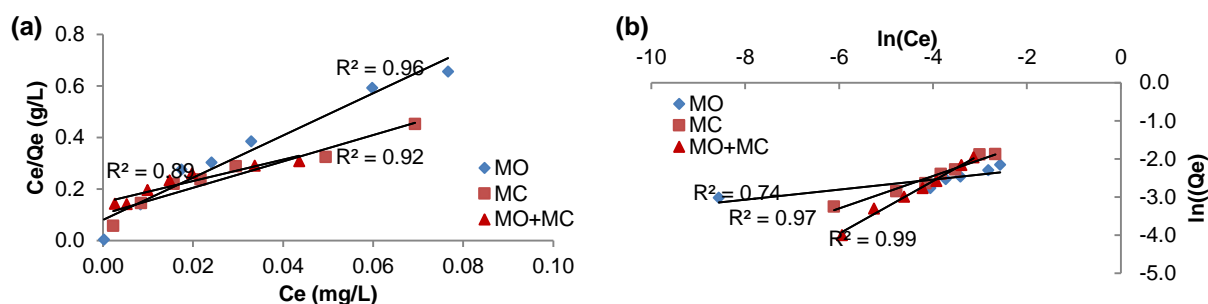 (a)
Ce/Qe (g/L)
0.8
0.6
0.4
0.2
0.0
R² = 0.96
R² = 0.89
R² = 0.92
MO
MC
MO+MC
0.00
0.02
0.04
0.06
0.08
0.10
Ce (mg/L)
(b)
ln(Ce)
-10
-8
-6
-4
-2
0
0.0
-1.0
-2.0
-3.0
-4.0
-5.0
ln((Qe)
MO
MC
MO+MC
R² = 0.74
R² = 0.97
R² = 0.99